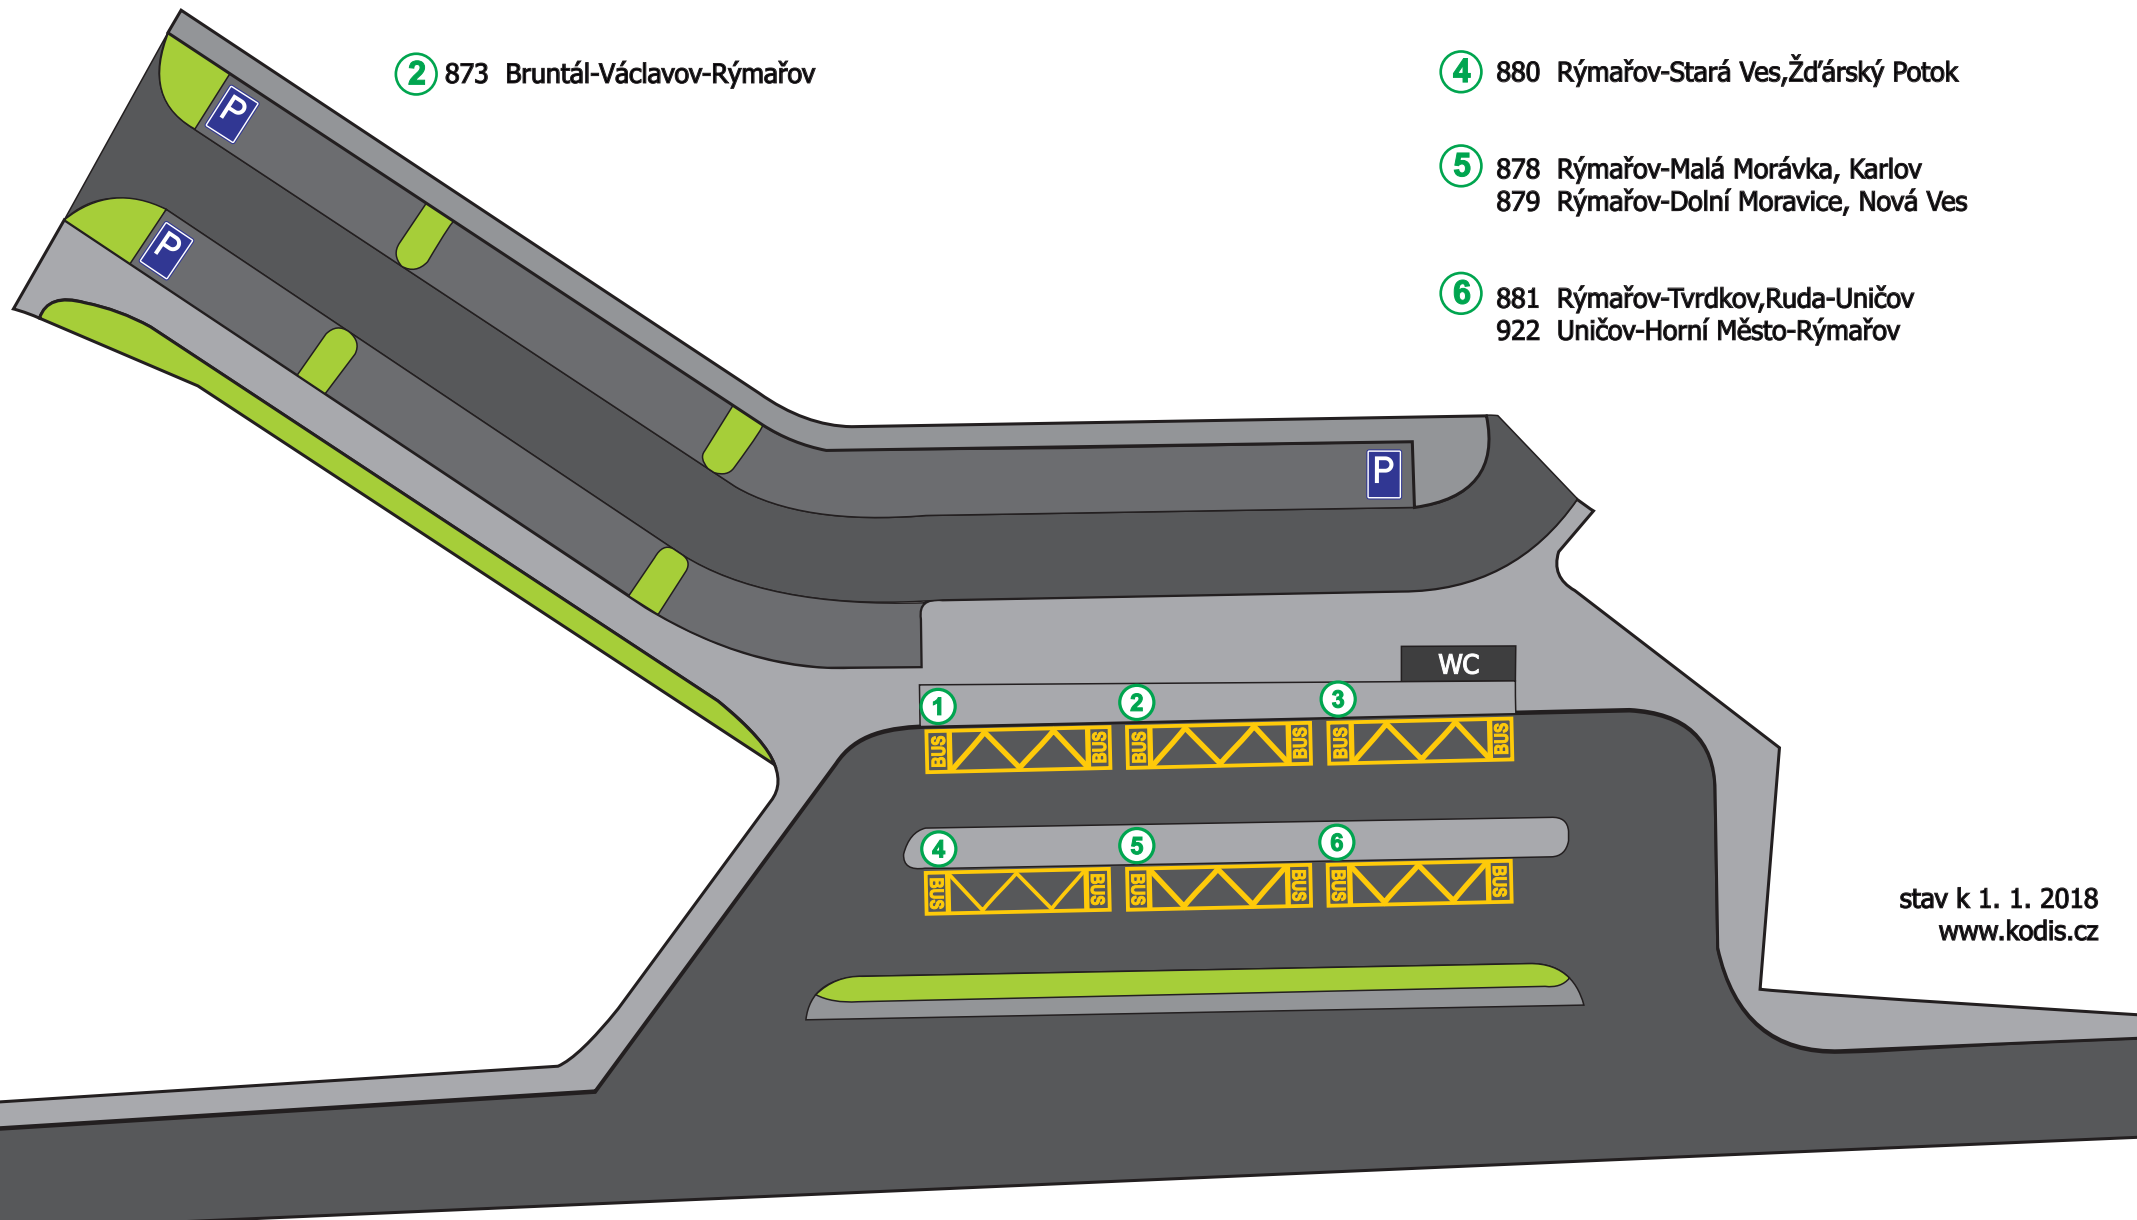 2 873 Bruntál-Václavov-Rýmařov
4 880 Rýmařov-Stará Ves,Žďárský Potok
5 878 Rýmařov-Malá Morávka, Karlov
879 Rýmařov-Dolní Moravice, Nová Ves
6 881 Rýmařov-Tvrdkov,Ruda-Uničov
922 Uničov-Horní Město-Rýmařov
P
P
P
WC
1 2 3
BUS BUS BUS BUS BUS BUS
4 5 6
BUS BUS BUS BUS BUS BUS
stav k 1. 1. 2018
www.kodis.cz